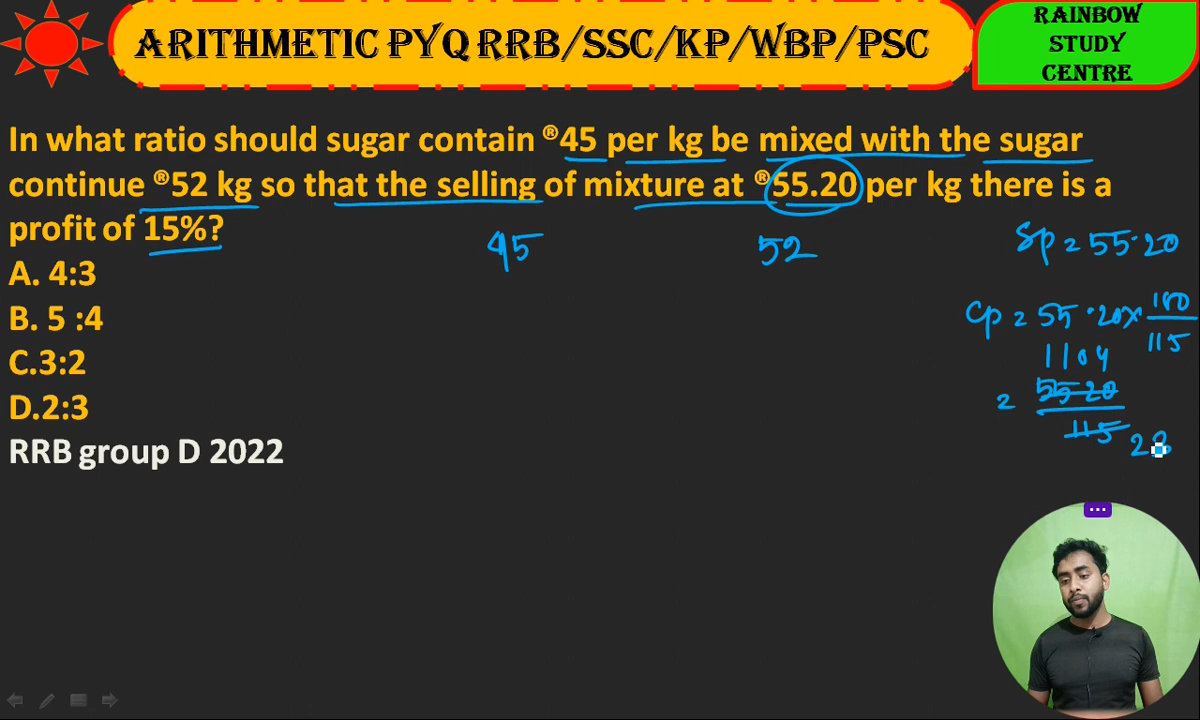 ARITHMETIC PYQ RRB/SSC/KP/WBP/PSC
RAINBOW
STUDY
CENTRE
In what ratio should sugar contain ®45 per kg be mixed with the sugar
continue ®52 kg so that the selling of mixture at ®55.20 per kg there is a
profit of 15%?
A. 4:3
B. 5 :4
C.3:2
D.2:3
RRB group D 2022
45
52
SP = 55.20
CP = 55.20 × 100/115
1104
= 5520
115
23